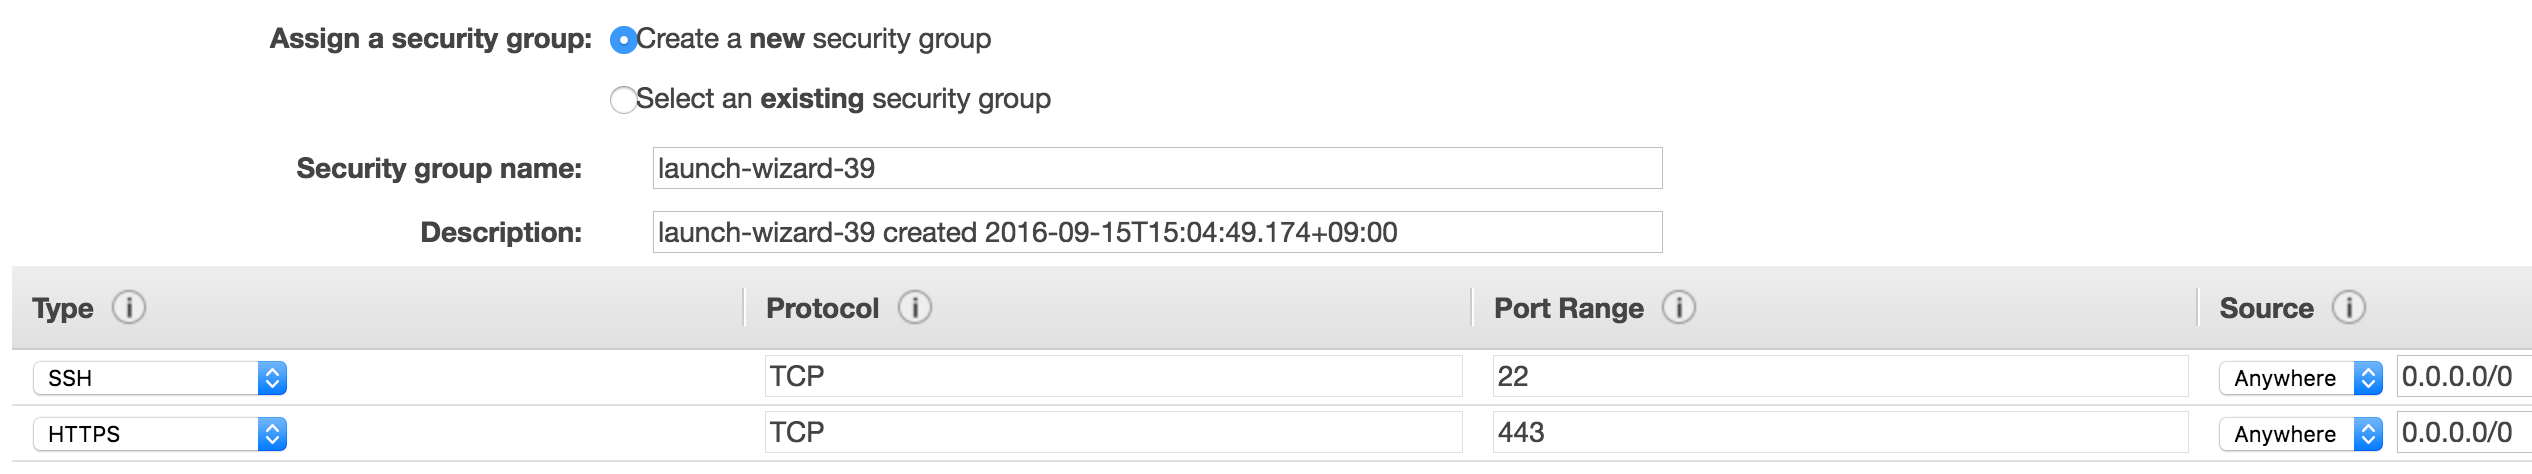 Assign a security group: Create a new security group
Select an existing security group
Security group name: launch-wizard-39
Description: launch-wizard-39 created 2016-09-15T15:04:49.174+09:00
Type i Protocol i Port Range i Source i
SSH TCP 22 Anywhere 0.0.0.0/0
HTTPS TCP 443 Anywhere 0.0.0.0/0